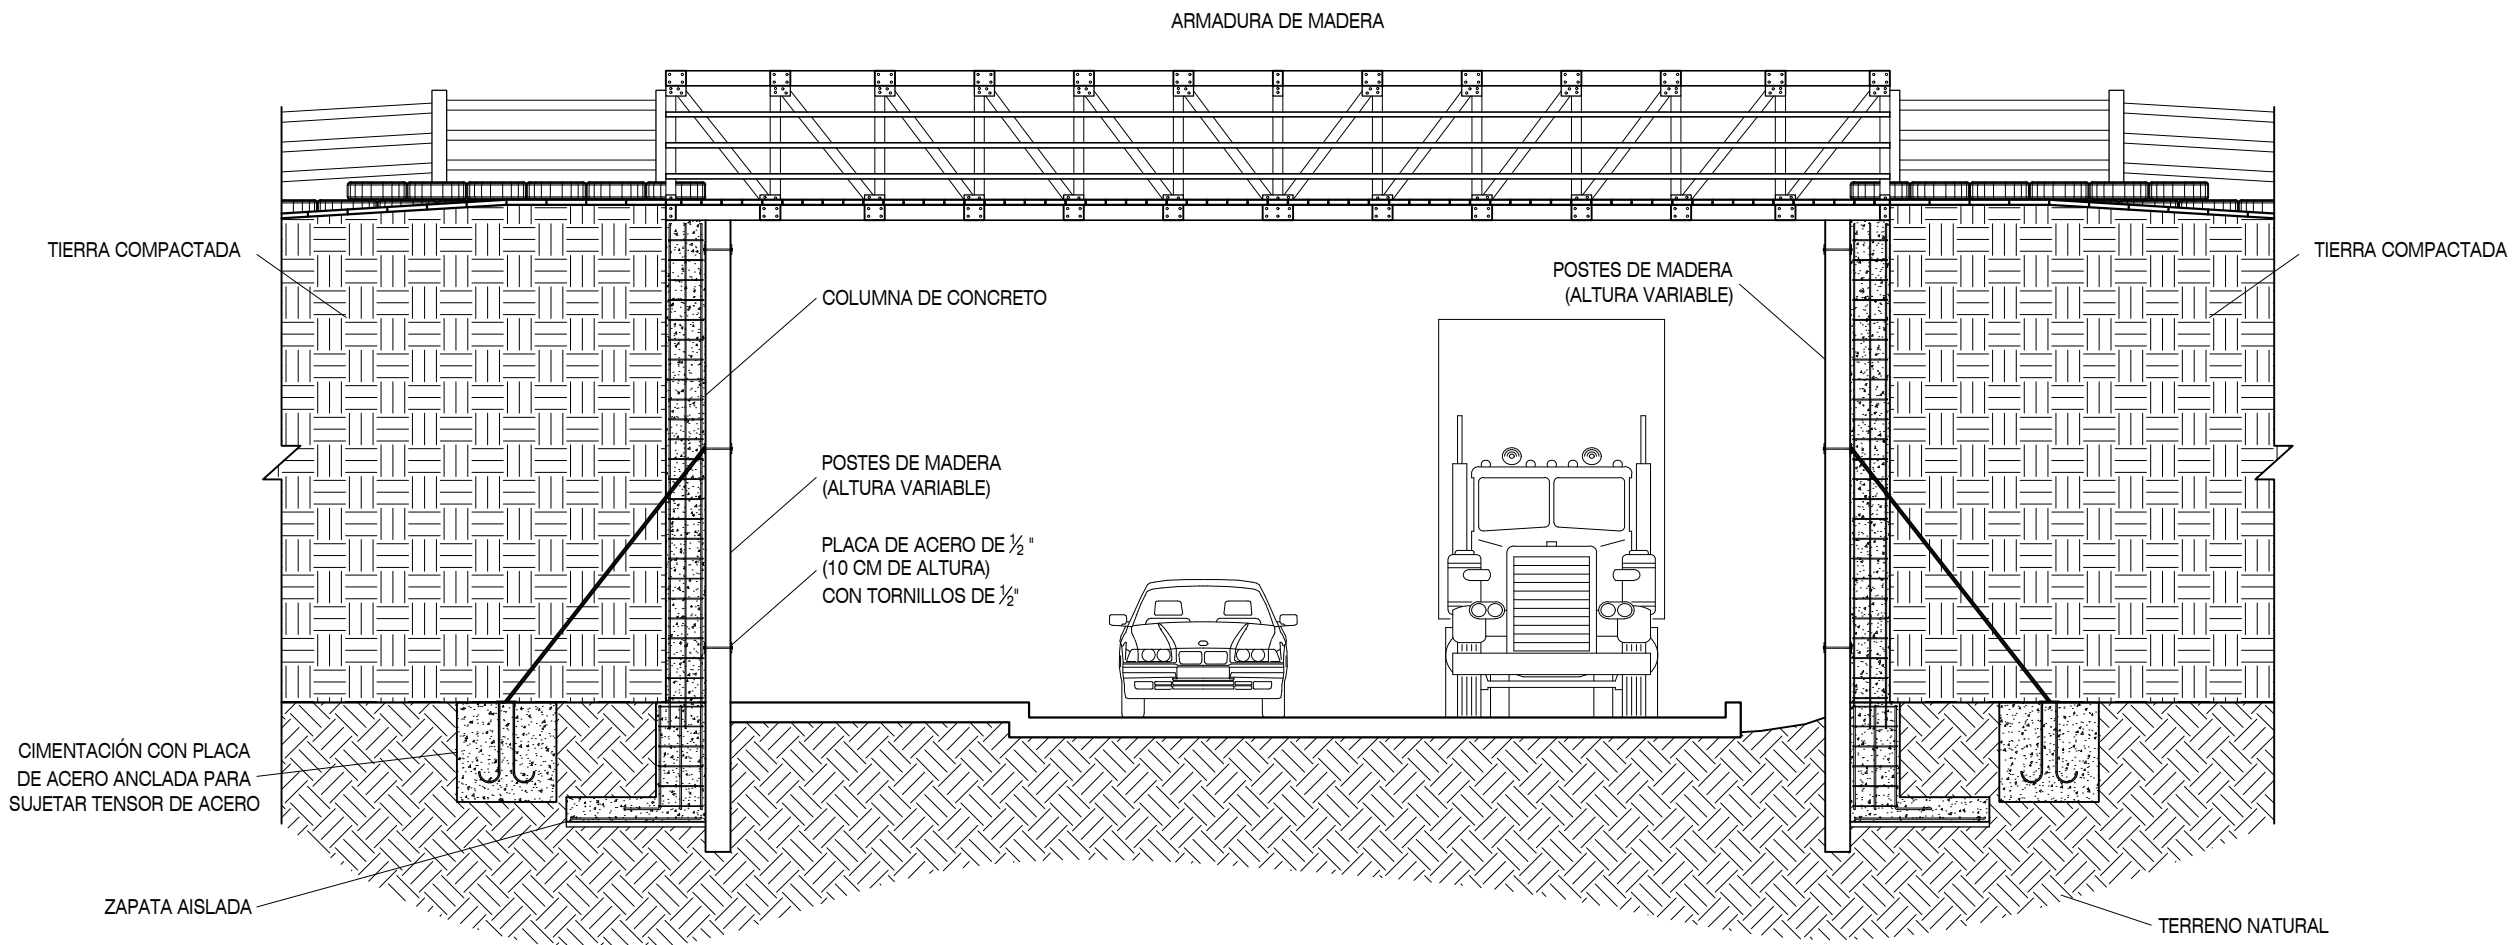 ARMADURA DE MADERA
TIERRA COMPACTADA
COLUMNA DE CONCRETO
POSTES DE MADERA
(ALTURA VARIABLE)
TIERRA COMPACTADA
POSTES DE MADERA
(ALTURA VARIABLE)
PLACA DE ACERO DE ½ "
(10 CM DE ALTURA)
CON TORNILLOS DE ½"
CIMENTACIÓN CON PLACA
DE ACERO ANCLADA PARA
SUJETAR TENSOR DE ACERO
ZAPATA AISLADA
TERRENO NATURAL